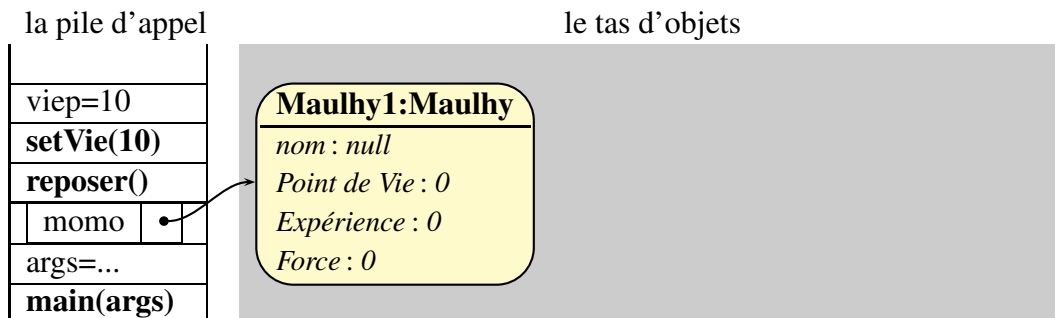 la pile d'appel
le tas d'objets
viep=10
setVie(10)
reposer()
momo
args=...
main(args)
Maulhy1:Maulhy
nom : null
Point de Vie : 0
Expérience : 0
Force : 0